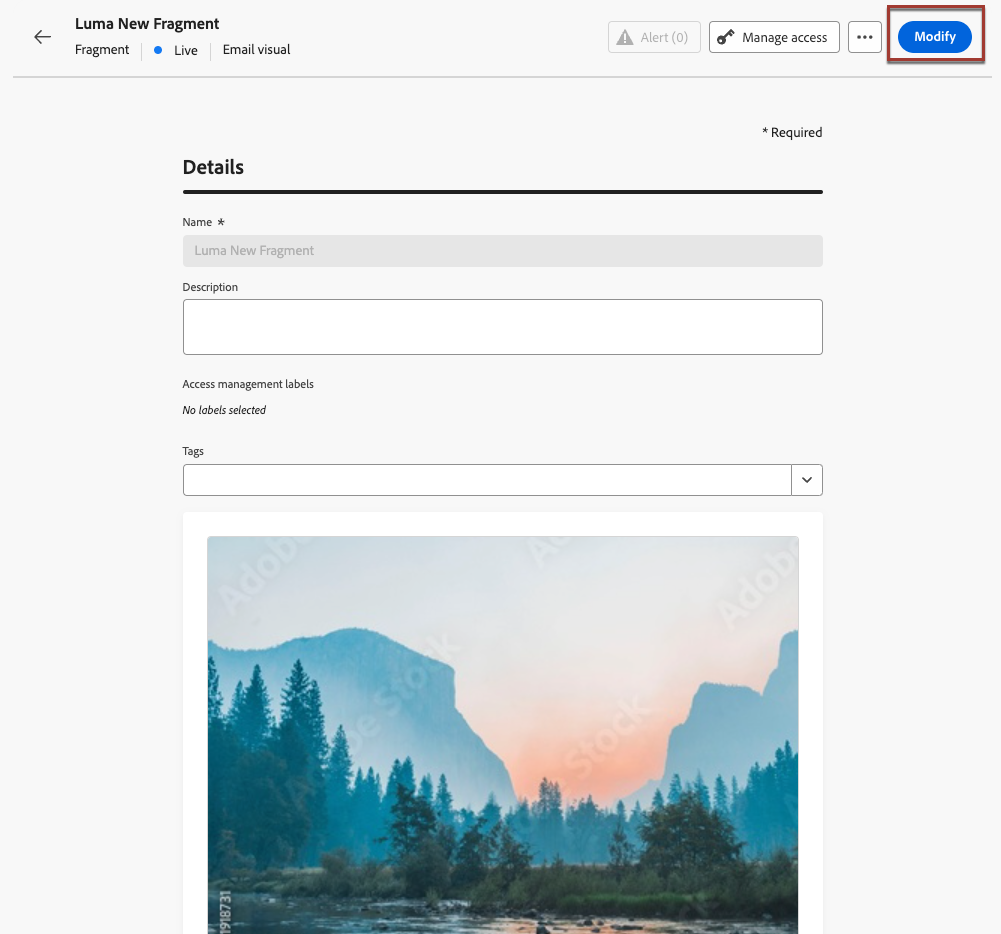 Luma New Fragment
Fragment Live Email visual
Alert (0) Manage access Modify
* Required
Details
Name *
Luma New Fragment
Description
Access management labels
No labels selected
Tags
Adobe Stock
Adobe Stock
Adobe
1918731